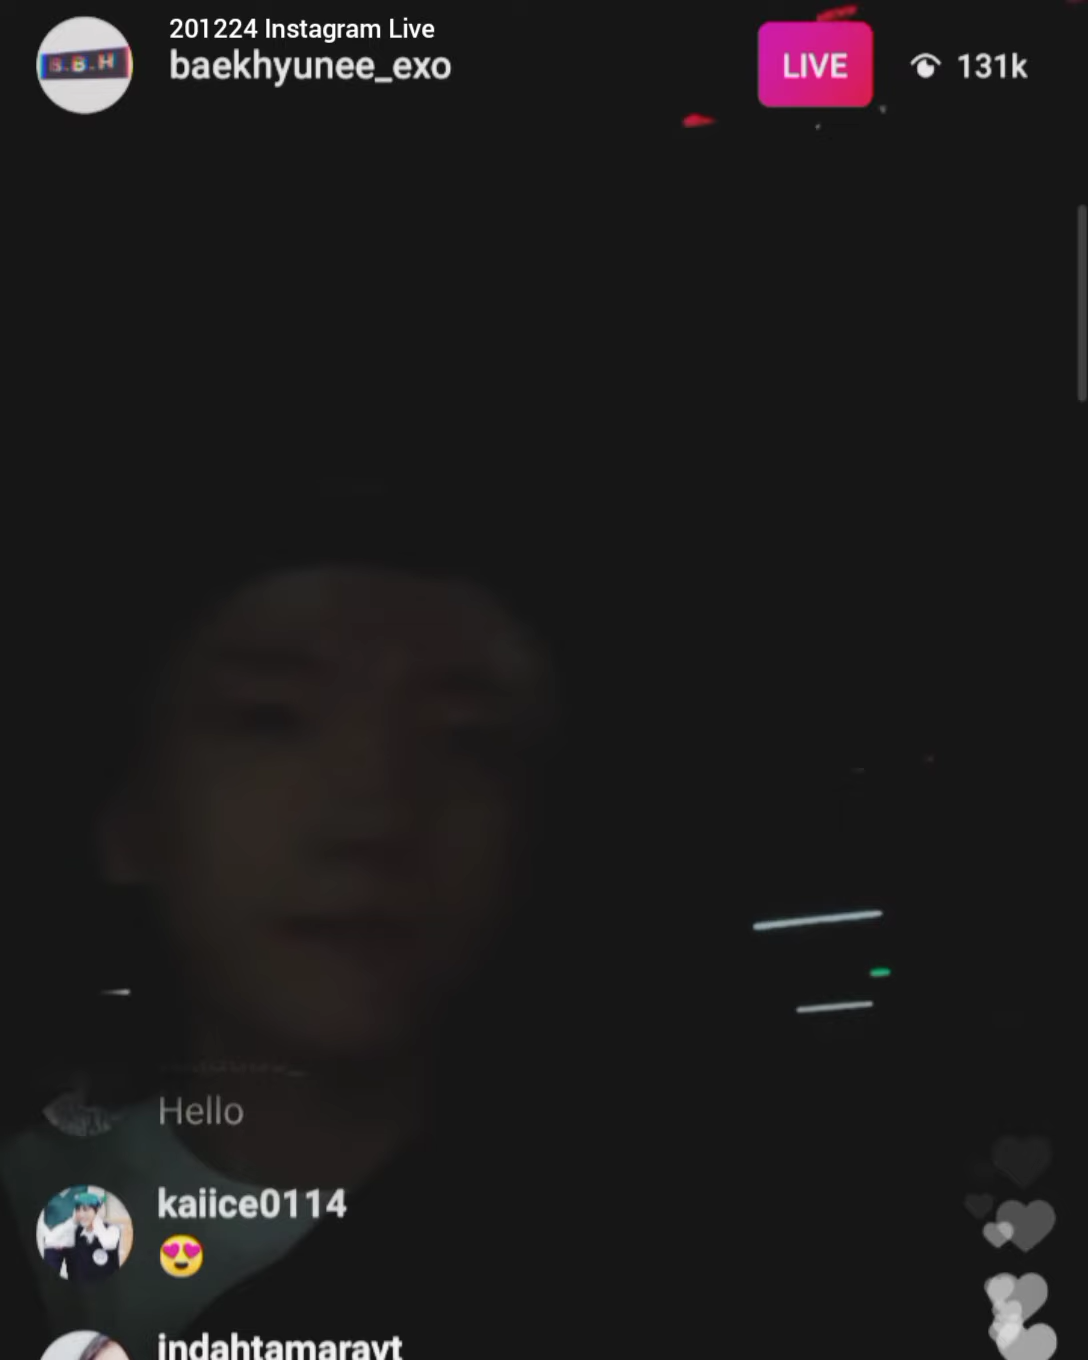 201224 Instagram Live
baekhyunee_exo
B.B.H
LIVE
131k
Hello
kaiice0114
😍
indahtamaravt